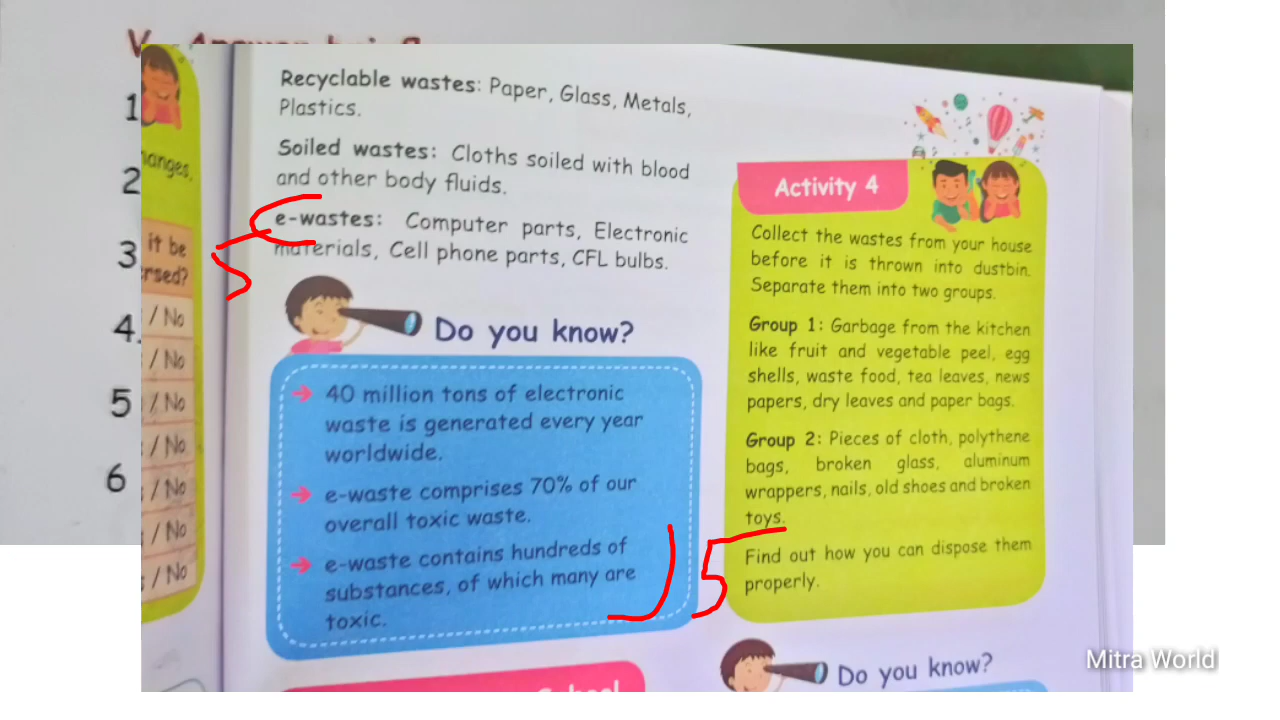 V
1
2
3
4.
5
6
hanges,
it be
rsed?
/ No
/ No
/ No
/ No
/ No
/ No
/ No
Recyclable wastes: Paper, Glass, Metals,
Plastics.
Soiled wastes: Cloths soiled with blood
and other body fluids.
e-wastes: Computer parts, Electronic
materials, Cell phone parts, CFL bulbs.
5
Do you know?
→ 40 million tons of electronic
waste is generated every year
worldwide.
→ e-waste comprises 70% of our
overall toxic waste.
→ e-waste contains hundreds of
substances, of which many are
toxic.
5
Activity 4
Collect the wastes from your house
before it is thrown into dustbin.
Separate them into two groups.
Group 1: Garbage from the kitchen
like fruit and vegetable peel, egg
shells, waste food, tea leaves, news
papers, dry leaves and paper bags.
Group 2: Pieces of cloth, polythene
bags, broken glass, aluminum
wrappers, nails, old shoes and broken
toys.
Find out how you can dispose them
properly.
Do you know?
Mitra World